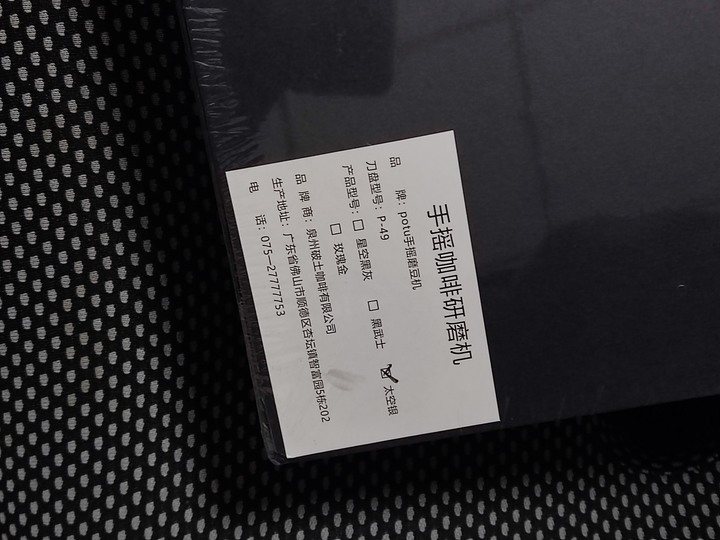 手摇咖啡研磨机
品 牌：potu手摇磨豆机
刀盘型号：P-49
产品型号：□ 星空黑灰 □ 黑武士 ☑ 太空银
□ 玫瑰金
品 牌 商：泉州破土咖啡有限公司
生产地址：广东省佛山市顺德区杏坛镇智富园5栋202
电 话：075—27777753